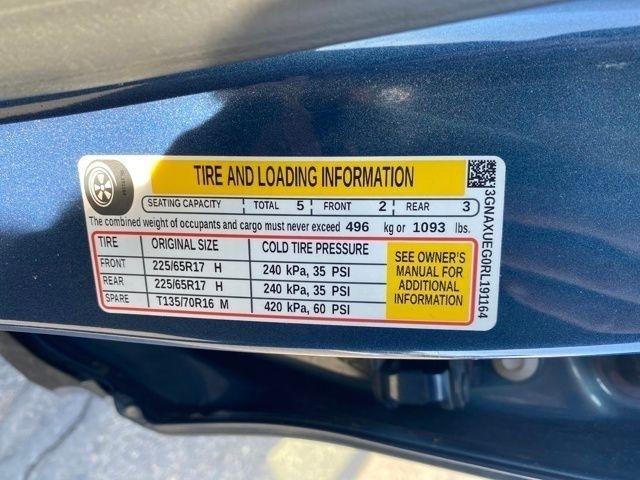 TIRE AND LOADING INFORMATION
SEATING CAPACITY TOTAL 5 FRONT 2 REAR 3
The combined weight of occupants and cargo must never exceed 496 kg or 1093 lbs.
TIRE ORIGINAL SIZE COLD TIRE PRESSURE
FRONT 225/65R17 H 240 kPa, 35 PSI
REAR 225/65R17 H 240 kPa, 35 PSI
SPARE T135/70R16 M 420 kPa, 60 PSI
SEE OWNER'S
MANUAL FOR
ADDITIONAL
INFORMATION
3GNAXUEG0RL191164